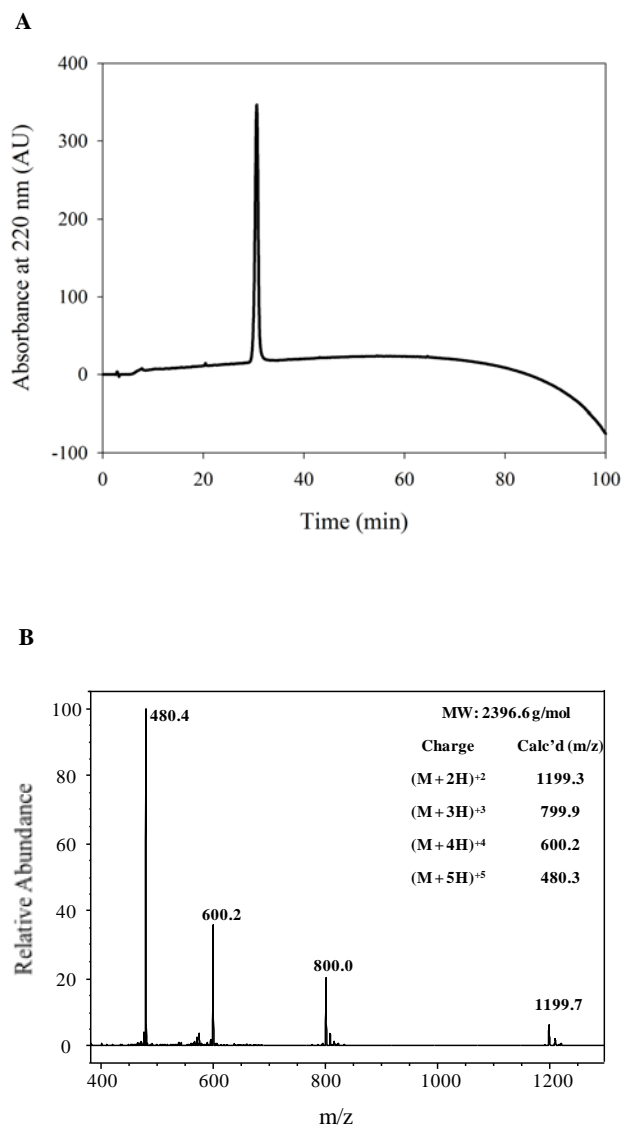 A
400
300
200
100
0
-100
0 20 40 60 80 100
Absorbance at 220 nm (AU)
Time (min)
B
100
80
60
40
20
0
400 600 800 1000 1200
Relative Abundance
m/z
480.4
600.2
800.0
1199.7
MW: 2396.6 g/mol
Charge Calc'd (m/z)
(M + 2H)+2 1199.3
(M + 3H)+3 799.9
(M + 4H)+4 600.2
(M + 5H)+5 480.3